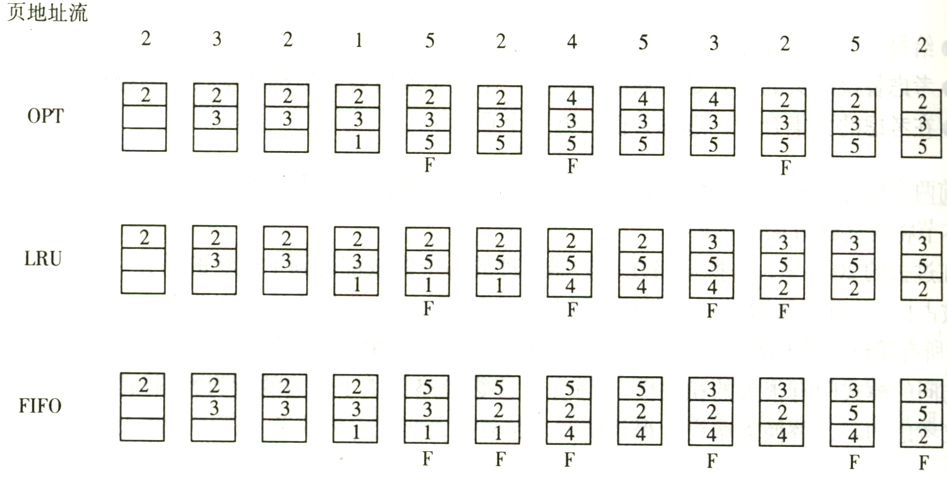 页地址流
2 3 2 1 5 2 4 5 3 2 5 2
2 2 2 2 2 2 4 4 4 2 2 2
OPT 3 3 3 3 3 3 3 3 3 3 3
1 5 5 5 5 5 5 5 5
F F F
2 2 2 2 2 2 2 2 3 3 3 3
LRU 3 3 3 5 5 5 5 5 5 5 5
1 1 1 4 4 4 2 2 2
F F F F
2 2 2 2 5 5 5 5 3 3 3 3
FIFO 3 3 3 3 2 2 2 2 2 5 5
1 1 1 4 4 4 4 4 2
F F F F F F